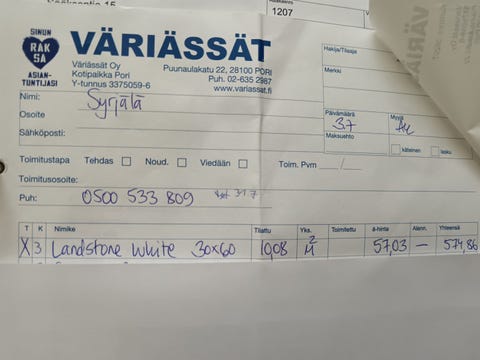 1207
SINUN
RAK
SA
ASIAN-
TUNTIJASI
VÄRIÄSSÄT
Väriässät Oy
Kotipaikka Pori
Y-tunnus 3375059-6
Puunaulakatu 22, 28100 PORI
Puh. 02-635 2987
www.variassat.fi
Hakija/Tilaaja
Merkki
Nimi: Syrjälä
Osoite
Sähköposti:
Päivämäärä
3.7
Myyjä
Maksuehto
käteinen lasku
Toimitustapa Tehdas Noud. Viedään Toim. Pvm
Toimitusosoite:
Puh: 0500 533 809
T K Nimike Tilattu Yks. Toimitettu á-hinta Alenn. Yhteensä
X 3 Landstone White 30x60 10,08 M2 57,03 — 574,86